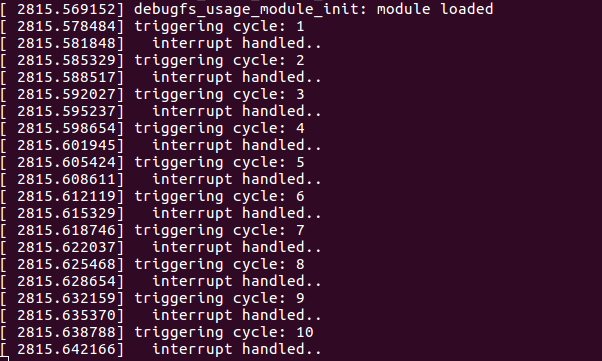 [ 2815.569152] debugfs_usage_module_init: module loaded
[ 2815.578484] triggering cycle: 1
[ 2815.581848]   interrupt handled..
[ 2815.585329] triggering cycle: 2
[ 2815.588517]   interrupt handled..
[ 2815.592027] triggering cycle: 3
[ 2815.595237]   interrupt handled..
[ 2815.598654] triggering cycle: 4
[ 2815.601945]   interrupt handled..
[ 2815.605424] triggering cycle: 5
[ 2815.608611]   interrupt handled..
[ 2815.612119] triggering cycle: 6
[ 2815.615329]   interrupt handled..
[ 2815.618746] triggering cycle: 7
[ 2815.622037]   interrupt handled..
[ 2815.625468] triggering cycle: 8
[ 2815.628654]   interrupt handled..
[ 2815.632159] triggering cycle: 9
[ 2815.635370]   interrupt handled..
[ 2815.638788] triggering cycle: 10
[ 2815.642166]   interrupt handled..